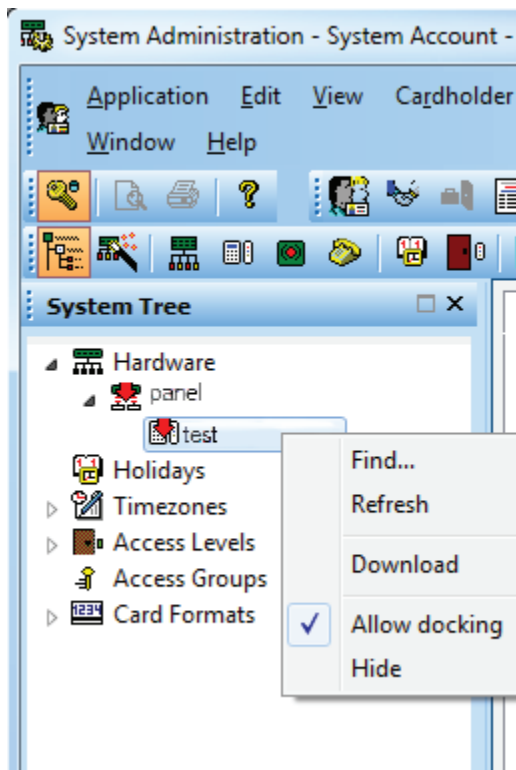 System Administration - System Account -
Application Edit View Cardholder
Window Help
System Tree
Hardware
panel
test
Holidays
Timezones
Access Levels
Access Groups
Card Formats
Find...
Refresh
Download
Allow docking
Hide